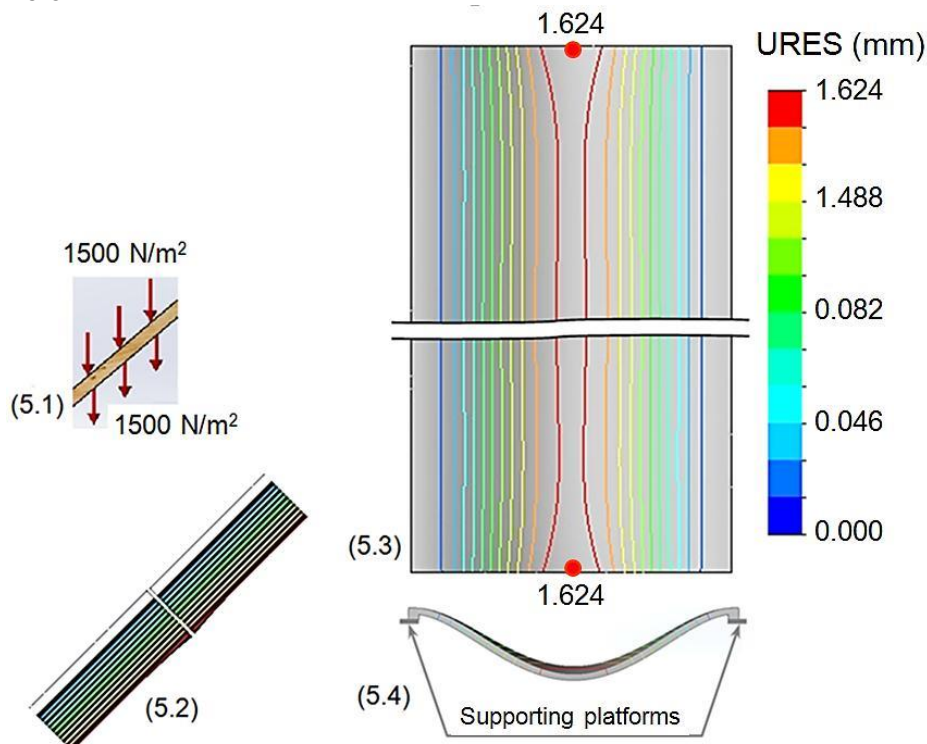 1.624
URES (mm)
1.624
1.488
0.082
0.046
0.000
1500 N/m²
(5.1)
1500 N/m²
(5.2)
(5.3)
1.624
(5.4)
Supporting platforms